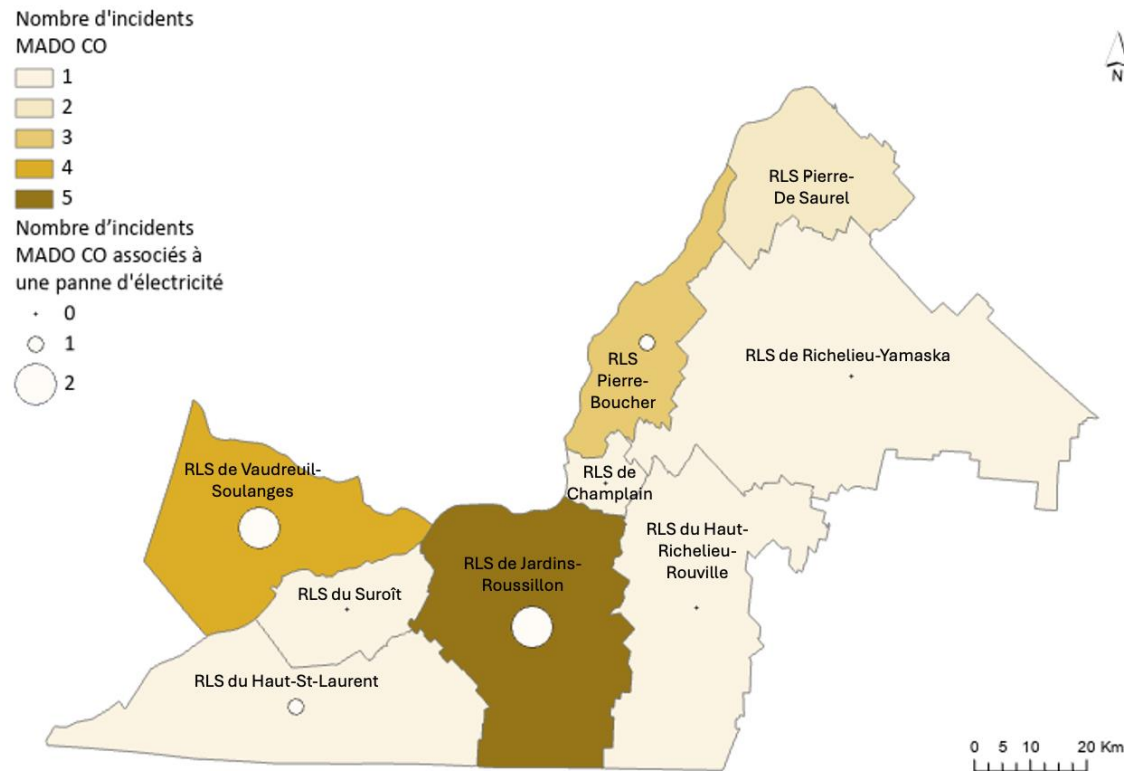 Nombre d'incidents
MADO CO
1
2
3
4
5
Nombre d’incidents
MADO CO associés à
une panne d'électricité
0
1
2
N
RLS Pierre-
De Saurel
RLS de Richelieu-Yamaska
RLS
Pierre-
Boucher
RLS de
Champlain
RLS du Haut-
Richelieu-
Rouville
RLS de Vaudreuil-
Soulanges
RLS de Jardins-
Roussillon
RLS du Suroît
RLS du Haut-St-Laurent
0 5 10 20 Km